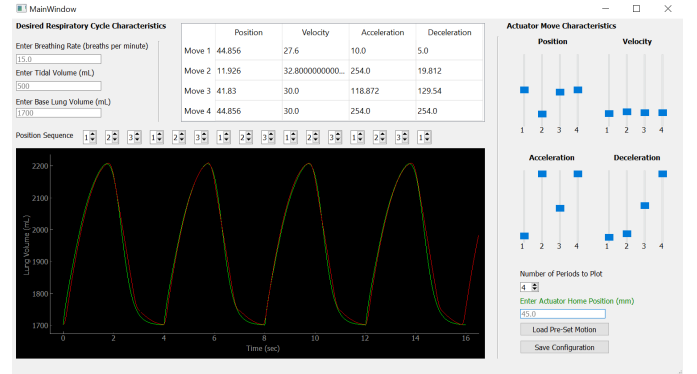 MainWindow
Desired Respiratory Cycle Characteristics
Enter Breathing Rate (breaths per minute)
15.0
Enter Tidal Volume (mL)
500
Enter Base Lung Volume (mL)
1700
Position Velocity Acceleration Deceleration
Move 1 44.856 27.6 10.0 5.0
Move 2 11.926 32.8000000000... 254.0 19.812
Move 3 41.83 30.0 118.872 129.54
Move 4 44.856 30.0 254.0 254.0
Position Sequence 1 2 3 1 2 3 1 2 3 1 2 3 1 2 3 1
Lung Volume (mL)
2200
2100
2000
1900
1800
1700
0 2 4 6 8 10 12 14 16
Time (sec)
Actuator Move Characteristics
Position Velocity
1 2 3 4 1 2 3 4
Acceleration Deceleration
1 2 3 4 1 2 3 4
Number of Periods to Plot
4
Enter Actuator Home Position (mm)
45.0
Load Pre-Set Motion
Save Configuration